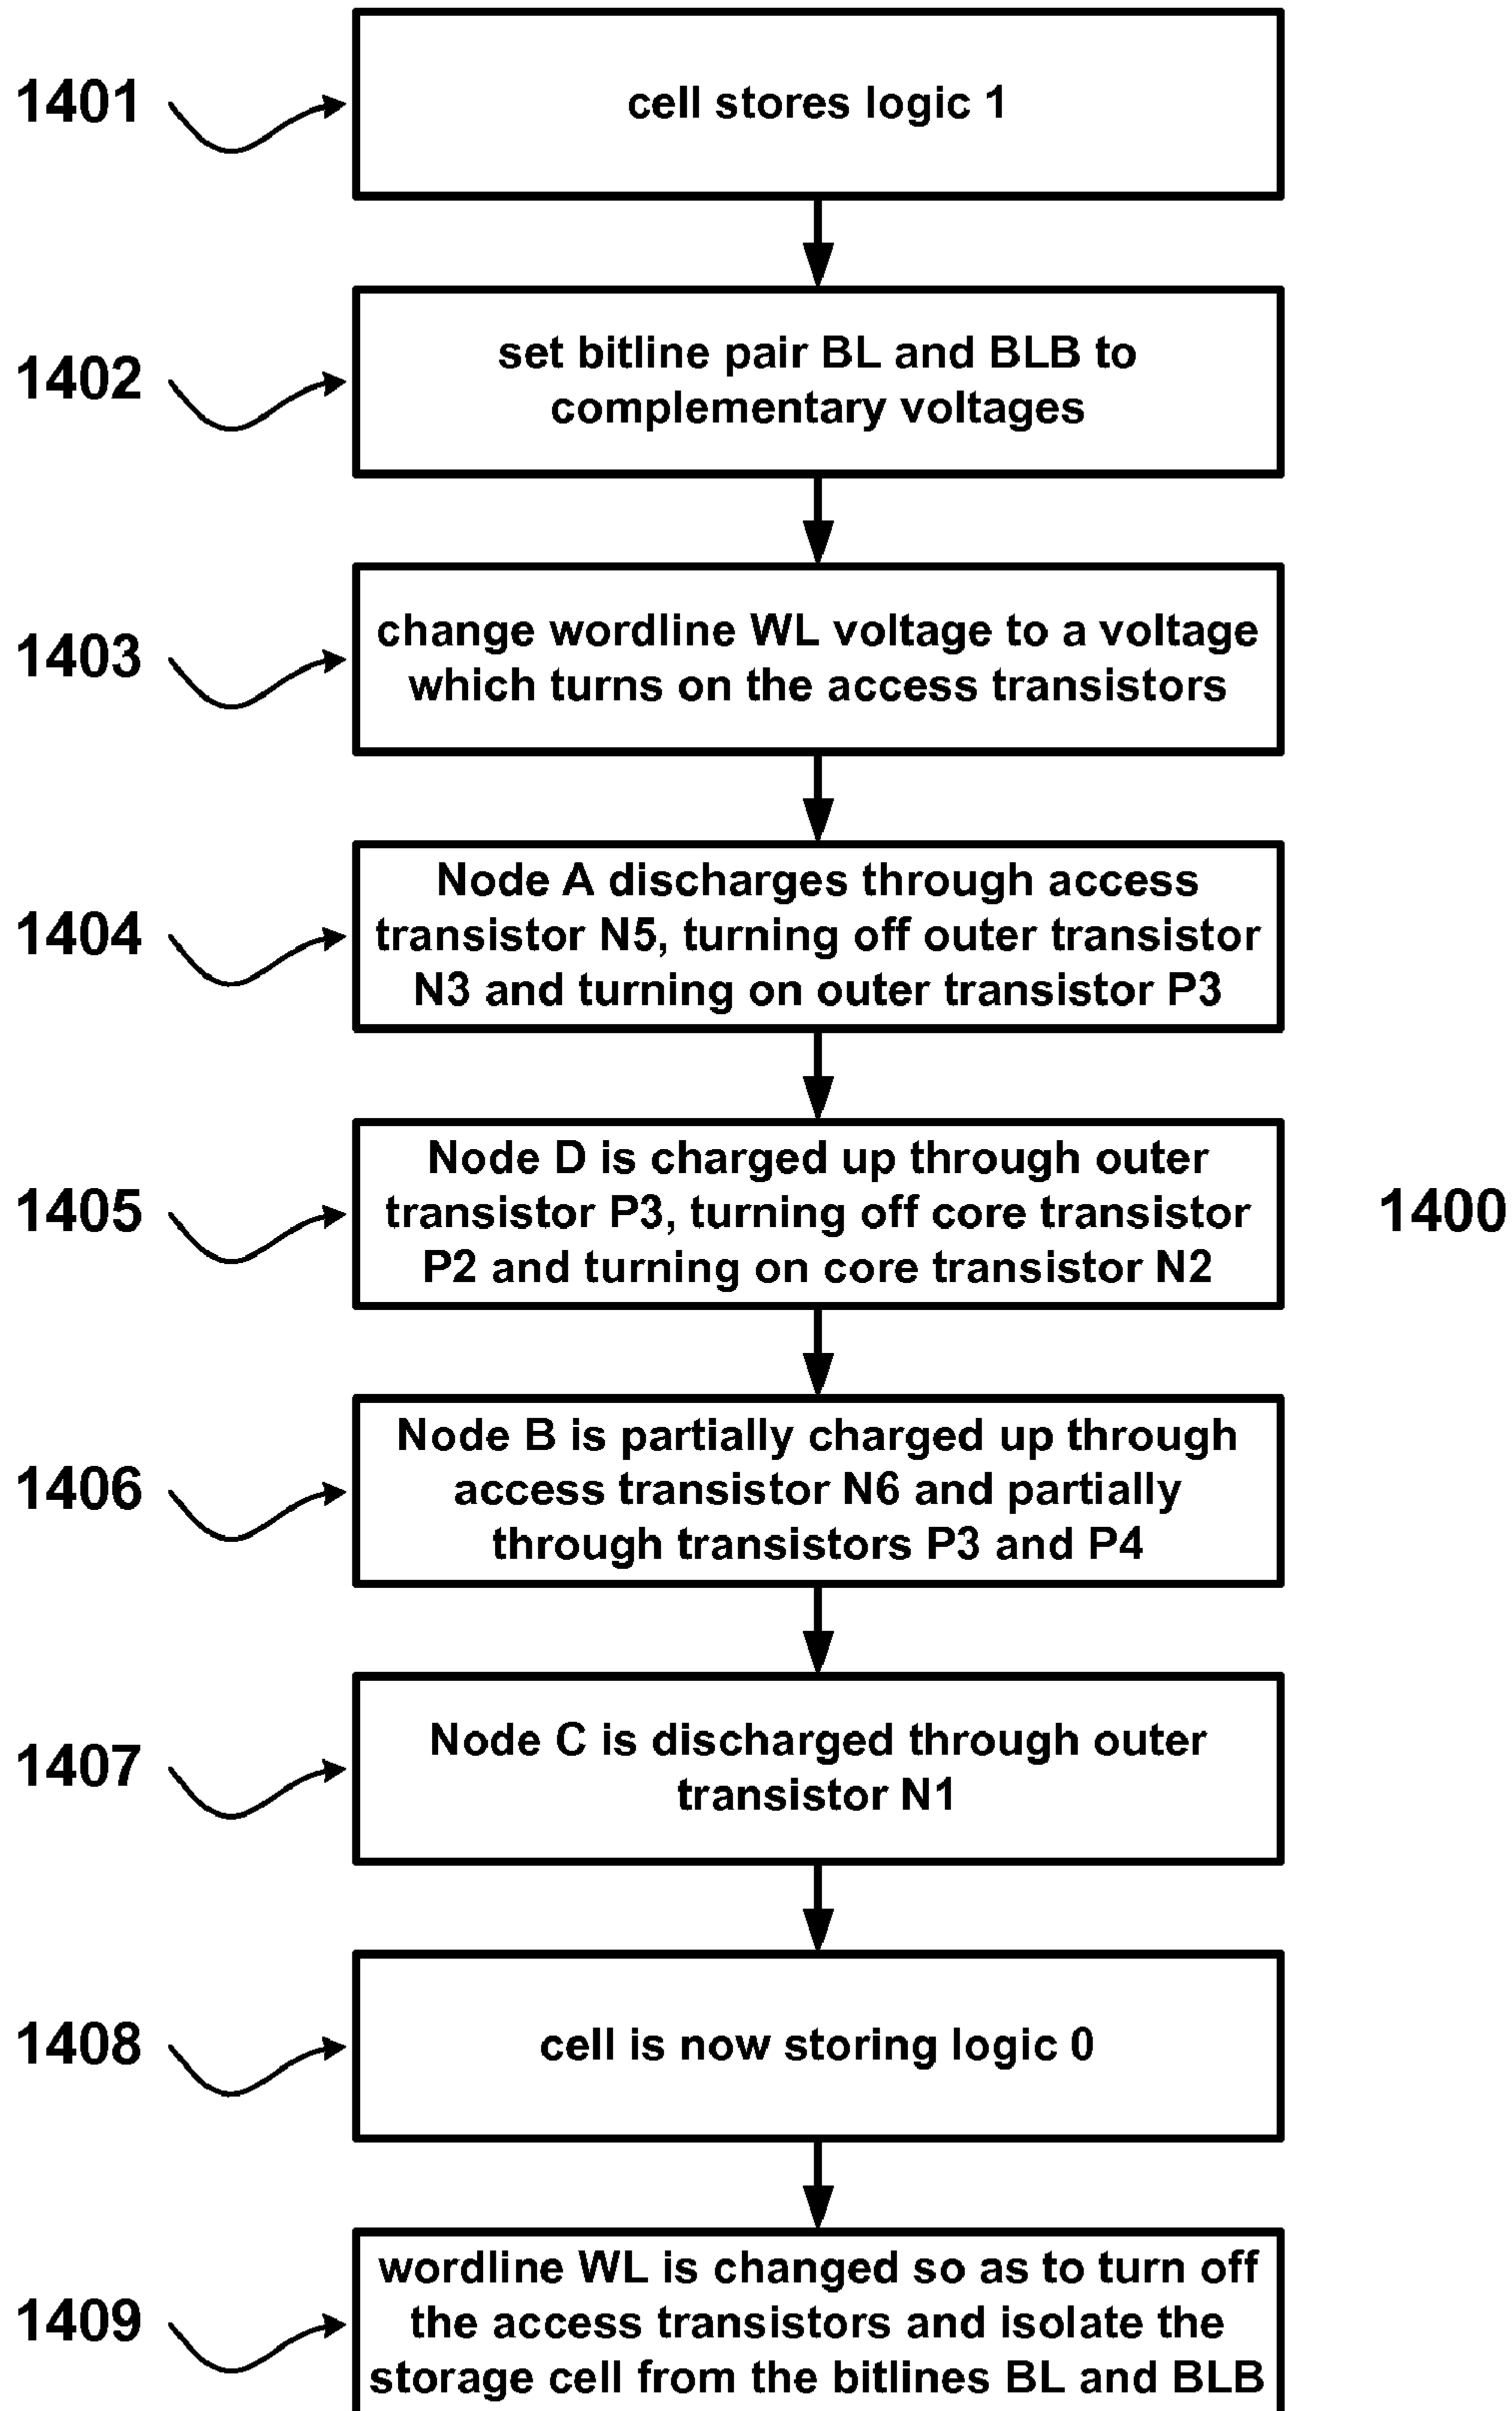 1401
cell stores logic 1
1402
set bitline pair BL and BLB to
complementary voltages
1403
change wordline WL voltage to a voltage
which turns on the access transistors
1404
Node A discharges through access
transistor N5, turning off outer transistor
N3 and turning on outer transistor P3
1405
Node D is charged up through outer
transistor P3, turning off core transistor
P2 and turning on core transistor N2
1400
1406
Node B is partially charged up through
access transistor N6 and partially
through transistors P3 and P4
1407
Node C is discharged through outer
transistor N1
1408
cell is now storing logic 0
1409
wordline WL is changed so as to turn off
the access transistors and isolate the
storage cell from the bitlines BL and BLB